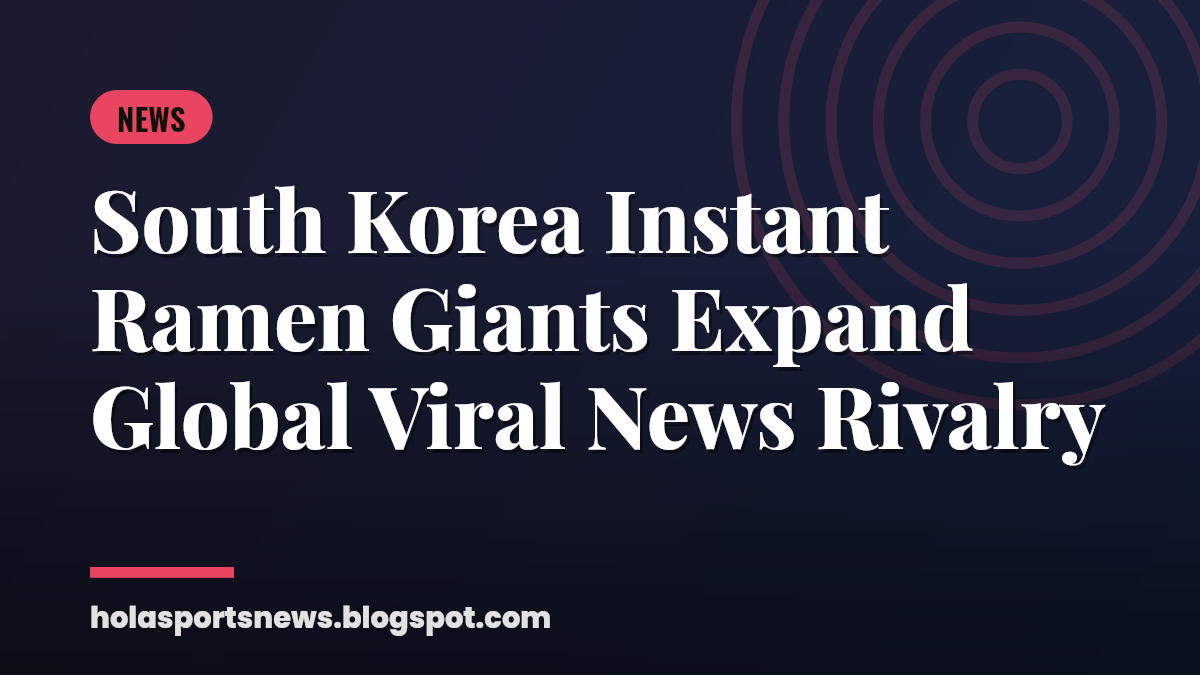 NEWS
South Korea Instant
Ramen Giants Expand
Global Viral News Rivalry
holasportsnews.blogspot.com